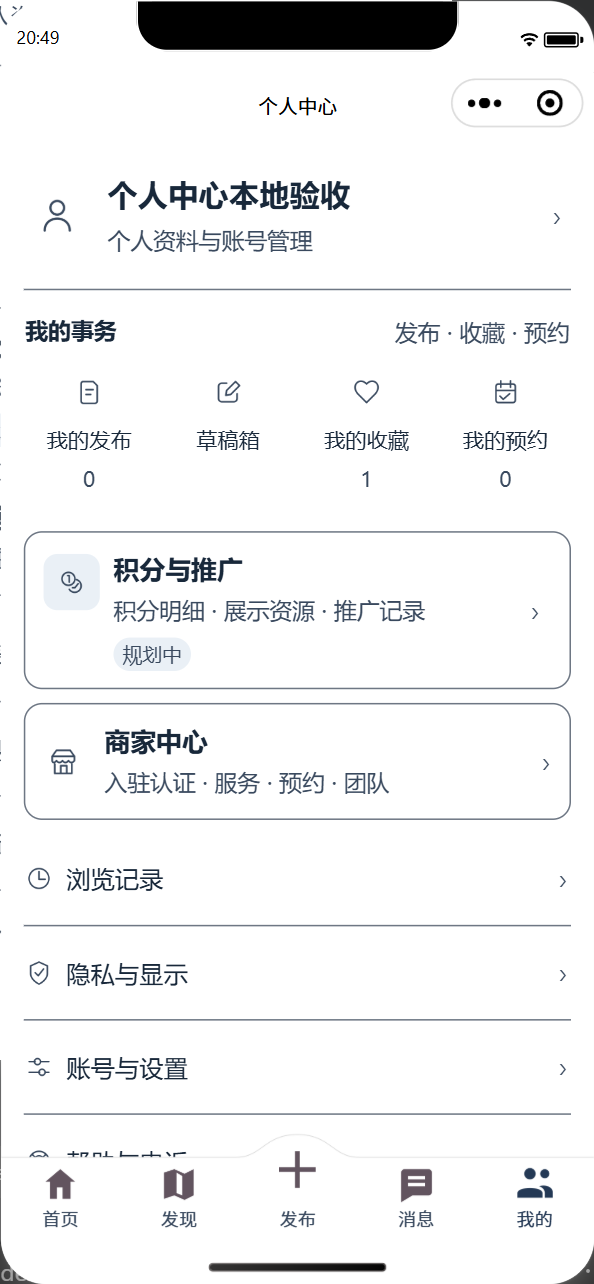 20:49
个人中心
个人中心本地验收
个人资料与账号管理
我的事务
发布 · 收藏 · 预约
我的发布
草稿箱
我的收藏
我的预约
0
1
0
积分与推广
积分明细 · 展示资源 · 推广记录
规划中
商家中心
入驻认证 · 服务 · 预约 · 团队
浏览记录
隐私与显示
账号与设置
首页
发现
发布
消息
我的